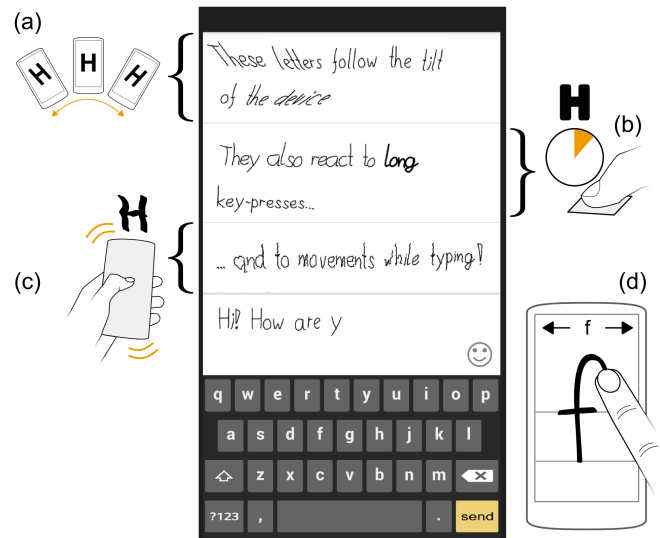 (a)
H H H
These letters follow the tilt
of the device
H
(b)
They also react to long
key-presses...
H
(c)
... and to movements while typing!
(d)
Hi! How are y
← f →
f
q w e r t y u i o p
a s d f g h j k l
z x c v b n m
?123 , . send